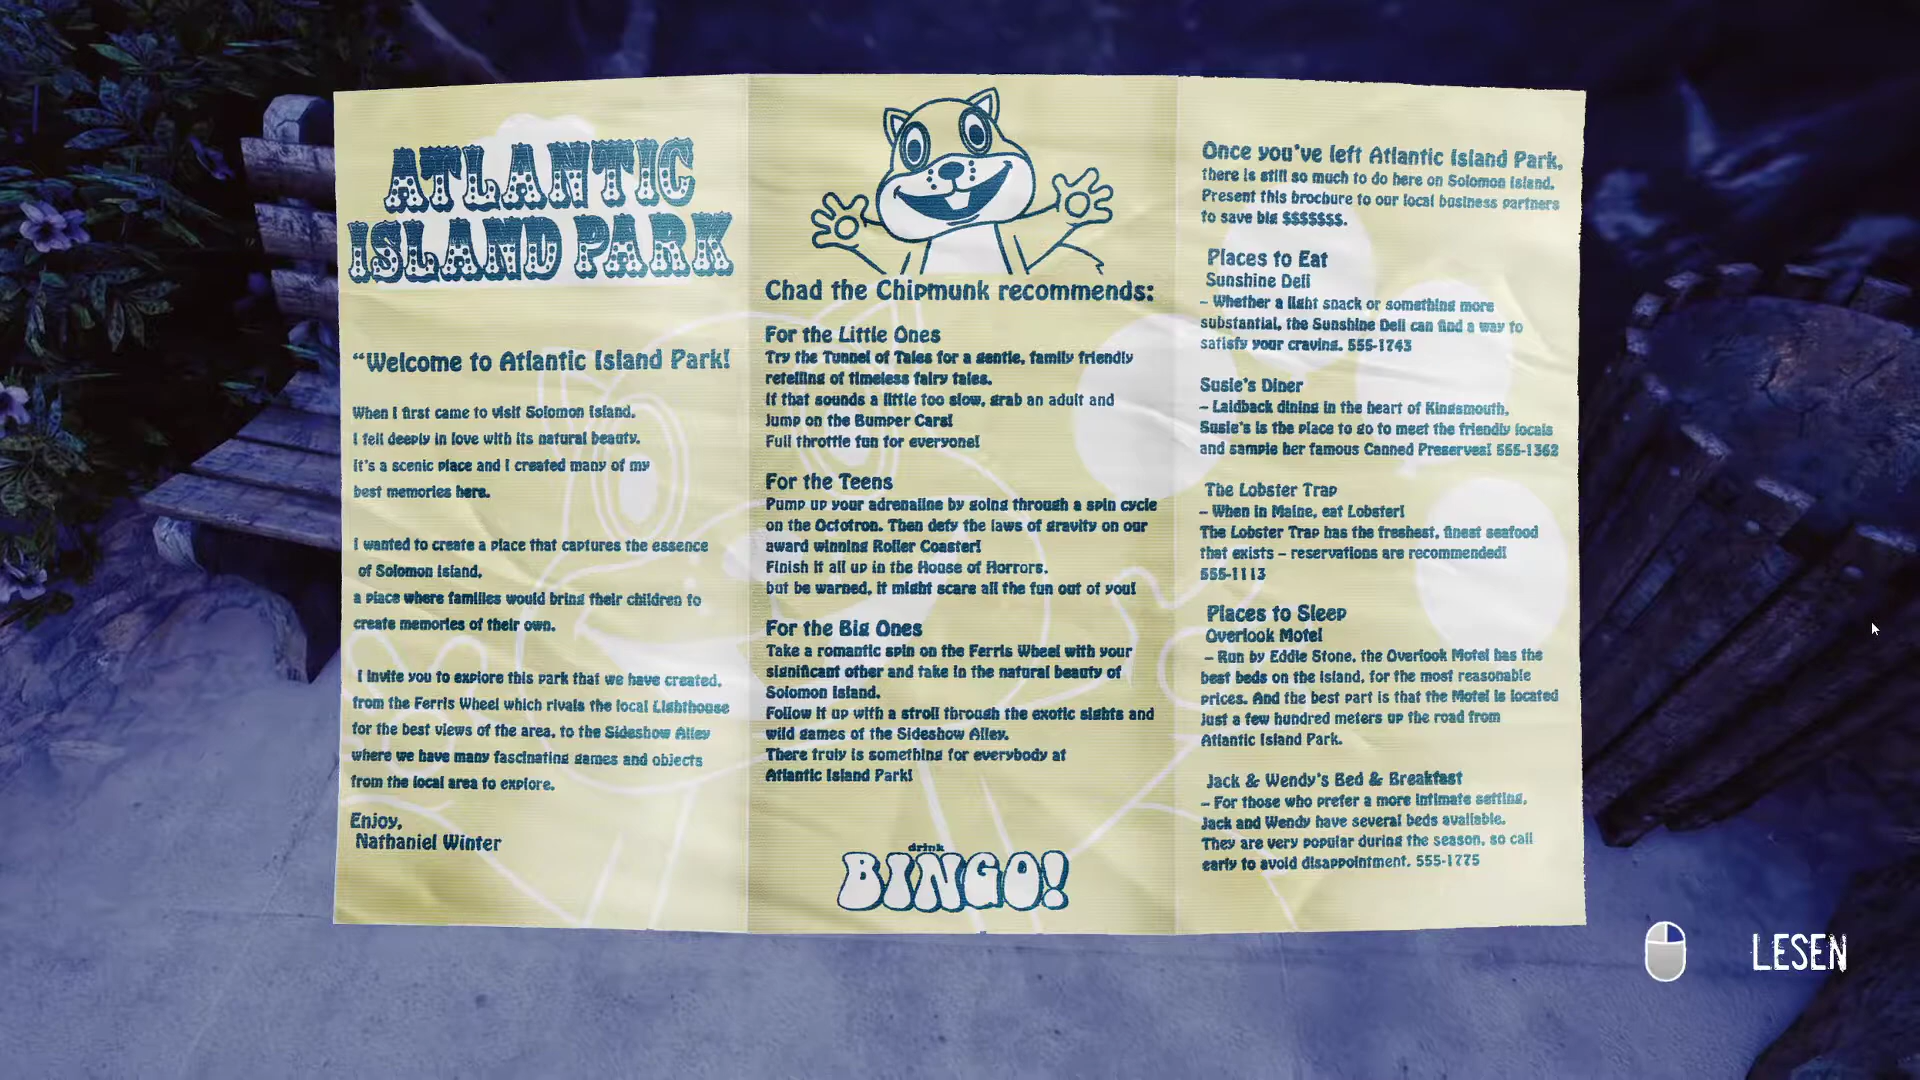 ATLANTIC
ISLAND PARK
“Welcome to Atlantic Island Park!
When I first came to visit Solomon Island,
I fell deeply in love with its natural beauty.
It's a scenic place and I created many of my
best memories here.
I wanted to create a place that captures the essence
of Solomon Island,
a place where families would bring their children to
create memories of their own.
I invite you to explore this park that we have created,
from the Ferris Wheel which rivals the local Lighthouse
for the best views of the area, to the Sideshow Alley
where we have many fascinating games and objects
from the local area to explore.
Enjoy,
Nathaniel Winter
Chad the Chipmunk recommends:
For the Little Ones
Try the Tunnel of Tales for a gentle, family friendly
retelling of timeless fairy tales.
If that sounds a little too slow, grab an adult and
Jump on the Bumper Cars!
Full throttle fun for everyone!
For the Teens
Pump up your adrenaline by going through a spin cycle
on the Octotron. Then defy the laws of gravity on our
award winning Roller Coaster!
Finish it all up in the House of Horrors,
but be warned, it might scare all the fun out of you!
For the Big Ones
Take a romantic spin on the Ferris Wheel with your
significant other and take in the natural beauty of
Solomon Island.
Follow it up with a stroll through the exotic sights and
wild games of the Sideshow Alley.
There truly is something for everybody at
Atlantic Island Park!
drink
BINGO!
Once you've left Atlantic Island Park,
there is still so much to do here on Solomon Island.
Present this brochure to our local business partners
to save big $$$$$$$.
Places to Eat
Sunshine Deli
– Whether a light snack or something more
substantial, the Sunshine Deli can find a way to
satisfy your craving. 555-1743
Susie's Diner
– Laidback dining in the heart of Kingsmouth,
Susie's is the place to go to meet the friendly locals
and sample her famous Canned Preserves! 555-1362
The Lobster Trap
– When in Maine, eat Lobster!
The Lobster Trap has the freshest, finest seafood
that exists – reservations are recommended!
555-1113
Places to Sleep
Overlook Motel
– Run by Eddie Stone, the Overlook Motel has the
best beds on the island, for the most reasonable
prices. And the best part is that the Motel is located
just a few hundred meters up the road from
Atlantic Island Park.
Jack & Wendy's Bed & Breakfast
– For those who prefer a more intimate setting,
Jack and Wendy have several beds available.
They are very popular during the season, so call
early to avoid disappointment. 555-1775
LESEN